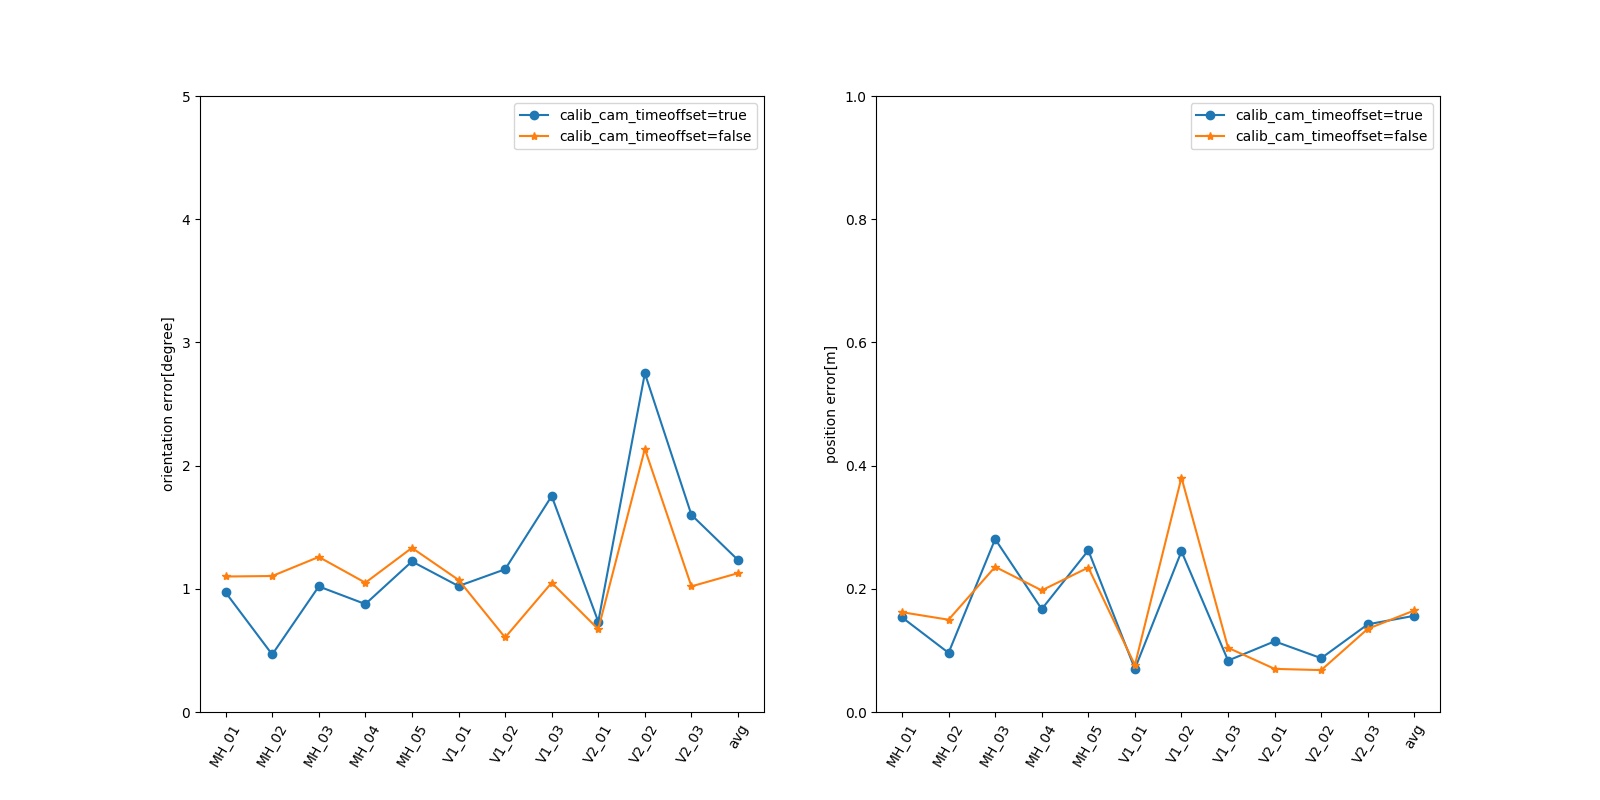 5
4
3
2
1
0
orientation error[degree]
calib_cam_timeoffset=true
calib_cam_timeoffset=false
MH_01
MH_02
MH_03
MH_04
MH_05
V1_01
V1_02
V1_03
V2_01
V2_02
V2_03
avg
1.0
0.8
0.6
0.4
0.2
0.0
position error[m]
calib_cam_timeoffset=true
calib_cam_timeoffset=false
MH_01
MH_02
MH_03
MH_04
MH_05
V1_01
V1_02
V1_03
V2_01
V2_02
V2_03
avg